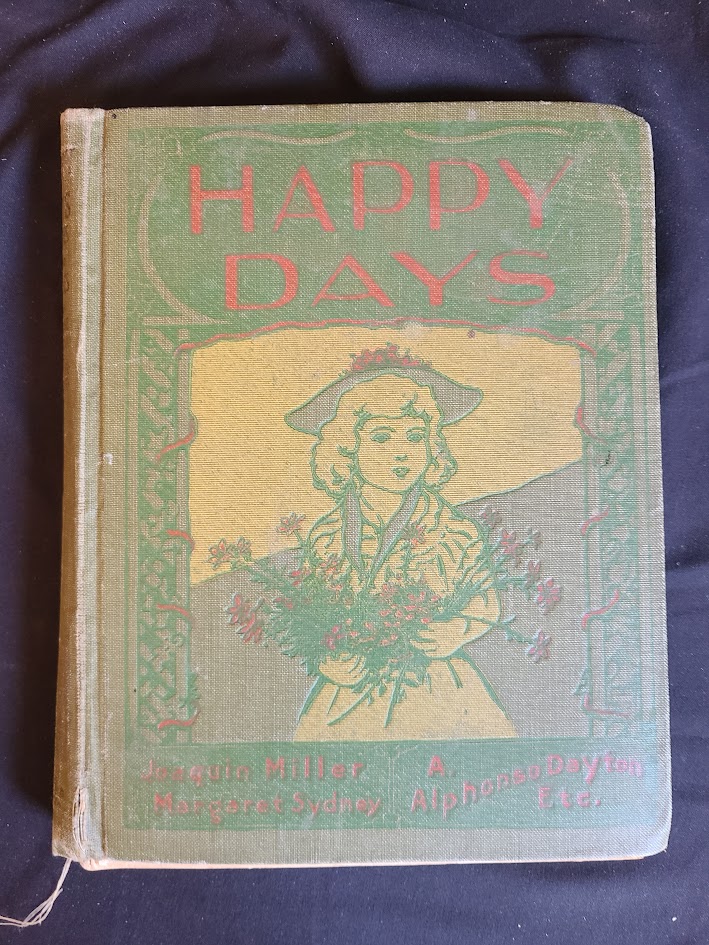 HAPPY
DAYS
Joaquin Miller
Margaret Sydney
A.
Alphonso Dayton
Etc.